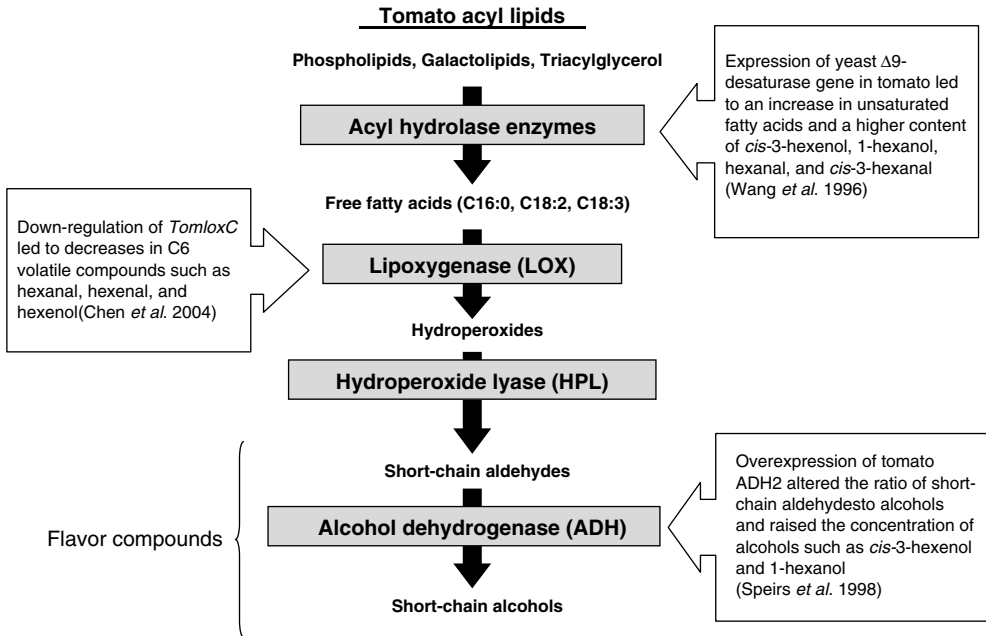 Tomato acyl lipids
Phospholipids, Galactolipids, Triacylglycerol
Acyl hydrolase enzymes
Expression of yeast Δ9-
desaturase gene in tomato led
to an increase in unsaturated
fatty acids and a higher content
of cis-3-hexenol, 1-hexanol,
hexanal, and cis-3-hexanal
(Wang et al. 1996)
Free fatty acids (C16:0, C18:2, C18:3)
Down-regulation of TomloxC
led to decreases in C6
volatile compounds such as
hexanal, hexenal, and
hexenol(Chen et al. 2004)
Lipoxygenase (LOX)
Hydroperoxides
Hydroperoxide lyase (HPL)
Short-chain aldehydes
Flavor compounds
Alcohol dehydrogenase (ADH)
Overexpression of tomato
ADH2 altered the ratio of short-
chain aldehydesto alcohols
and raised the concentration of
alcohols such as cis-3-hexenol
and 1-hexanol
(Speirs et al. 1998)
Short-chain alcohols